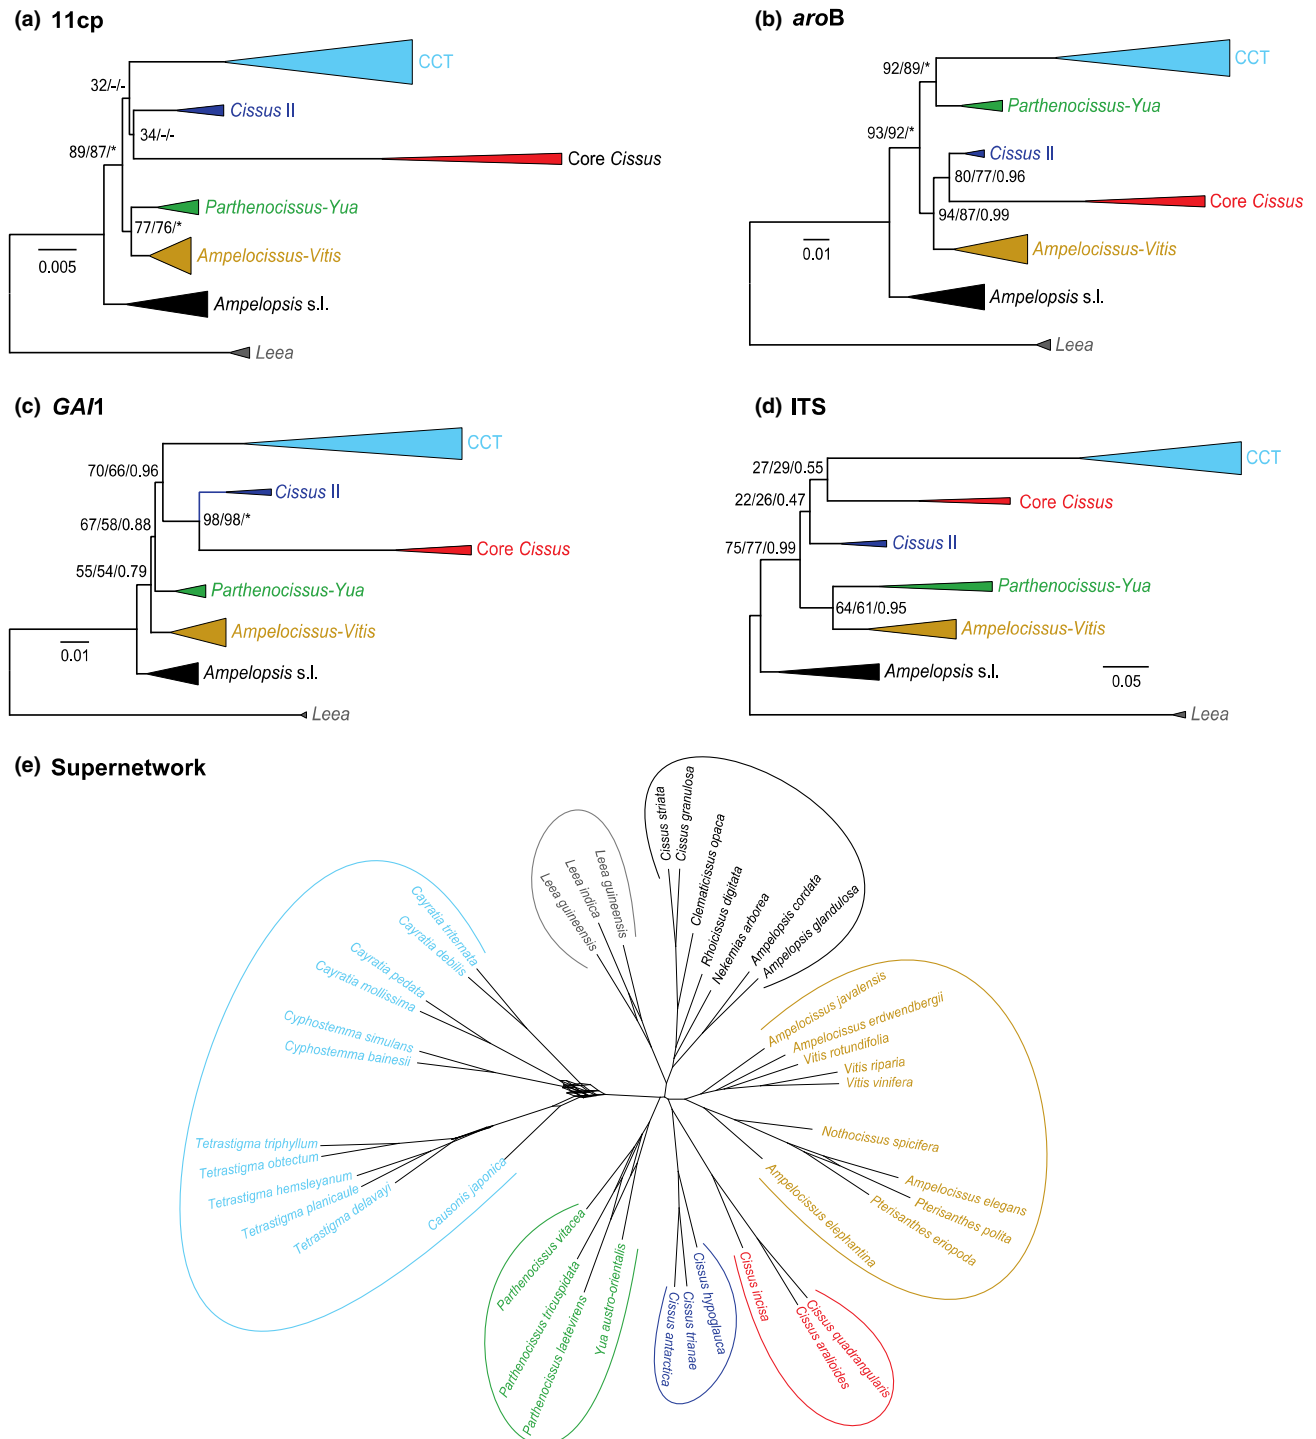 (a) 11cp
CCT
32/-/-
Cissus II
34/-/-
Core Cissus
89/87/*
Parthenocissus-Yua
77/76/*
Ampelocissus-Vitis
0.005
Ampelopsis s.l.
Leea
(b) aroB
CCT
92/89/*
Parthenocissus-Yua
93/92/*
Cissus II
80/77/0.96
Core Cissus
94/87/0.99
Ampelocissus-Vitis
0.01
Ampelopsis s.l.
Leea
(c) GAI1
CCT
70/66/0.96
Cissus II
98/98/*
67/58/0.88
Core Cissus
55/54/0.79
Parthenocissus-Yua
Ampelocissus-Vitis
0.01
Ampelopsis s.l.
Leea
(d) ITS
CCT
27/29/0.55
22/26/0.47
Core Cissus
Cissus II
75/77/0.99
Parthenocissus-Yua
64/61/0.95
Ampelocissus-Vitis
Ampelopsis s.l.
0.05
Leea
(e) Supernetwork
Cayratia triternata
Cayratia debilis
Cayratia pedata
Cayratia mollissima
Cyphostemma simulans
Cyphostemma bainesii
Tetrastigma triphyllum
Tetrastigma obtectum
Tetrastigma hemsleyanum
Tetrastigma planicaule
Tetrastigma delavayi
Causonis japonica
Leea guineensis
Leea indica
Leea guineensis
Cissus striata
Cissus granulosa
Clematicissus opaca
Rhoicissus digitata
Nekemias arborea
Ampelopsis cordata
Ampelopsis glandulosa
Ampelocissus javalensis
Ampelocissus erdwendbergii
Vitis rotundifolia
Vitis riparia
Vitis vinifera
Nothocissus spicifera
Ampelocissus elegans
Pterisanthes polita
Pterisanthes eriopoda
Ampelocissus elephantina
Parthenocissus vitacea
Parthenocissus tricuspidata
Parthenocissus laetevirens
Yua austro-orientalis
Cissus antarctica
Cissus trianae
Cissus hypoglauca
Cissus incisa
Cissus aralioides
Cissus quadrangularis